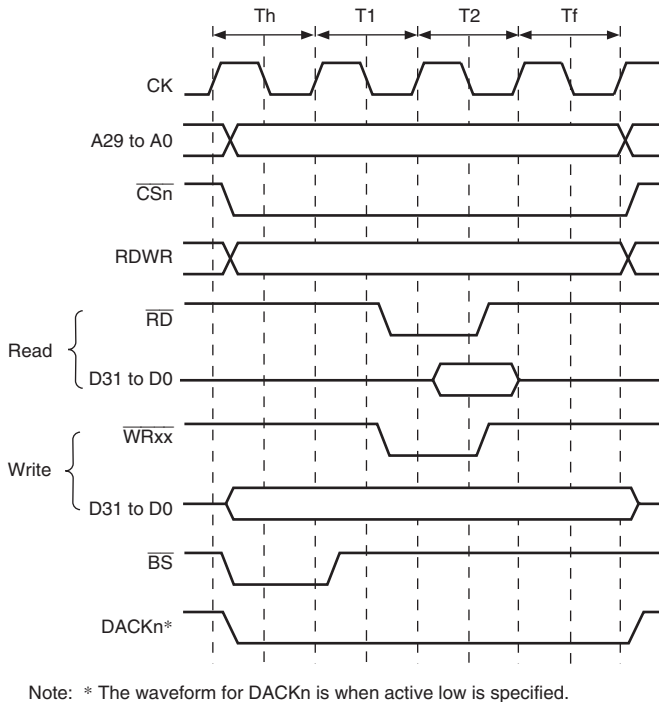 Th T1 T2 Tf
CK
A29 to A0
CSn
RDWR
RD
Read
D31 to D0
WRxx
Write
D31 to D0
BS
DACKn*
Note: * The waveform for DACKn is when active low is specified.